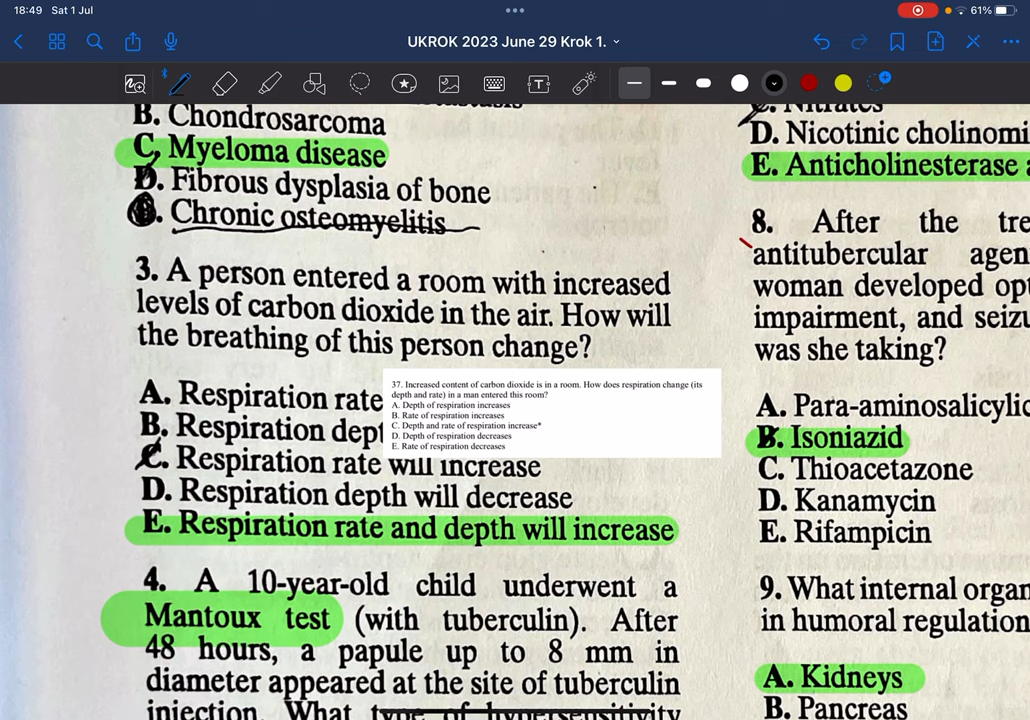 18:49 Sat 1 Jul
61%
UKROK 2023 June 29 Krok 1.
B. Chondrosarcoma
C. Myeloma disease
D. Fibrous dysplasia of bone
Chronic osteomyelitis
3. A person entered a room with increased
levels of carbon dioxide in the air. How will
the breathing of this person change?
A. Respiration rate
B. Respiration dept
C. Respiration rate will increase
D. Respiration depth will decrease
E. Respiration rate and depth will increase
37. Increased content of carbon dioxide is in a room. How does respiration change (its
depth and rate) in a man entered this room?
A. Depth of respiration increases
B. Rate of respiration increases
C. Depth and rate of respiration increase*
D. Depth of respiration decreases
E. Rate of respiration decreases
4. A 10-year-old child underwent a
Mantoux test (with tuberculin). After
48 hours, a papule up to 8 mm in
diameter appeared at the site of tuberculin
injection. What type of hypersensitivity
Nitrates
D. Nicotinic cholinomi
E. Anticholinesterase a
8. After the tre
antitubercular agen
woman developed opt
impairment, and seizu
was she taking?
A. Para-aminosalicylic
B. Isoniazid
C. Thioacetazone
D. Kanamycin
E. Rifampicin
9. What internal organ
in humoral regulation
A. Kidneys
B. Pancreas